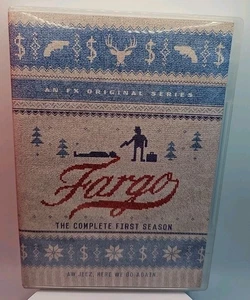 AN FX ORIGINAL SERIES
Fargo
THE COMPLETE FIRST SEASON
AW JEEZ, HERE WE GO AGAIN